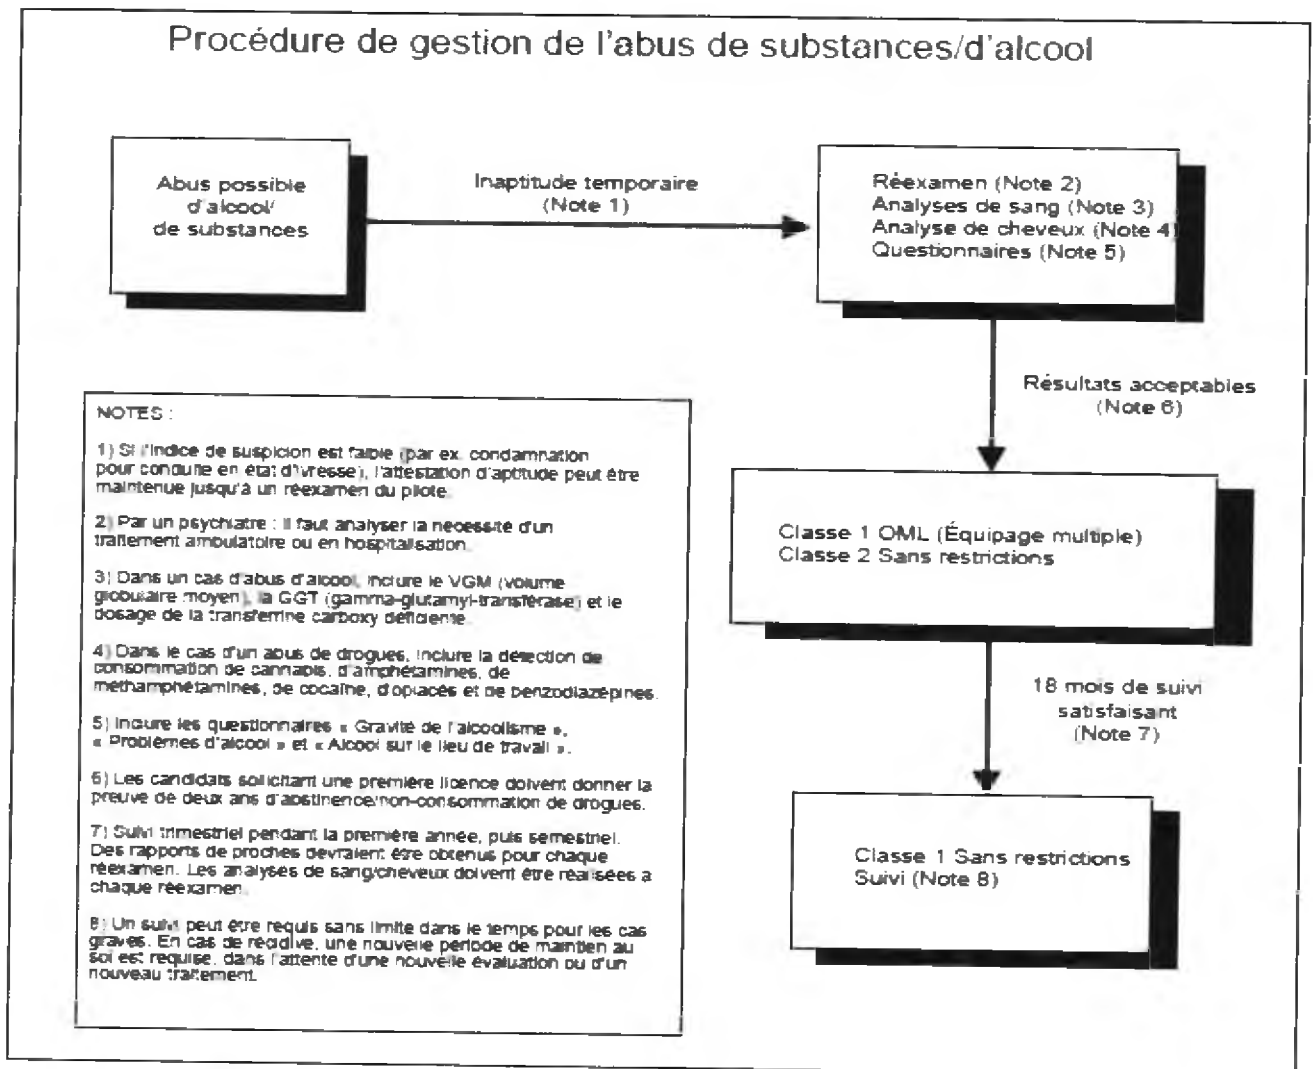 Procédure de gestion de l'abus de substances/d'alcool
Abus possible
d'alcool/
de substances
Inaptitude temporaire
(Note 1)
Réexamen (Note 2)
Analyses de sang (Note 3)
Analyse de cheveux (Note 4)
Questionnaires (Note 5)
Résultats acceptables
(Note 6)
Classe 1 OML (Équipage multiple)
Classe 2 Sans restrictions
18 mois de suivi
satisfaisant
(Note 7)
Classe 1 Sans restrictions
Suivi (Note 8)
NOTES :
1) Si l'indice de suspicion est faible (par ex. condamnation
pour conduite en état d'ivresse), l'attestation d'aptitude peut être
maintenue jusqu'à un réexamen du pilote.
2) Par un psychiatre : il faut analyser la nécessité d'un
traitement ambulatoire ou en hospitalisation.
3) Dans un cas d'abus d'alcool, inclure le VGM (volume
globulaire moyen), la GGT (gamma-glutamyl-transférase) et le
dosage de la transferrine carboxy déficiente.
4) Dans le cas d'un abus de drogues, inclure la détection de
consommation de cannabis, d'amphétamines, de
méthamphétamines, de cocaïne, d'opiacés et de benzodiazépines.
5) Inclure les questionnaires « Gravité de l'alcoolisme »,
« Problèmes d'alcool » et « Alcool sur le lieu de travail ».
6) Les candidats sollicitant une première licence doivent donner la
preuve de deux ans d'abstinence/non-consommation de drogues.
7) Suivi trimestriel pendant la première année, puis semestriel.
Des rapports de proches devraient être obtenus pour chaque
réexamen. Les analyses de sang/cheveux doivent être réalisées à
chaque réexamen.
8) Un suivi peut être requis sans limite dans le temps pour les cas
graves. En cas de récidive, une nouvelle période de maintien au
sol est requise, dans l'attente d'une nouvelle évaluation ou d'un
nouveau traitement.